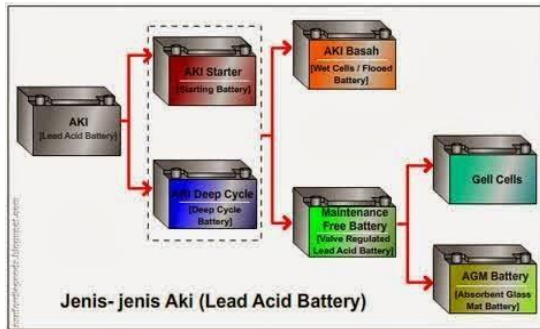 AKI
[Lead Acid Battery]
AKI Starter
[Starting Battery]
AKI Deep Cycle
[Deep Cycle
Battery]
AKI Basah
[Wet Cells / Flooed
Battery]
Maintenance
Free Battery
[Valve Regulated
Lead Acid Battery]
Gell Cells
AGM Battery
[Absorbent Glass
Mat Battery]
Jenis- jenis Aki (Lead Acid Battery)